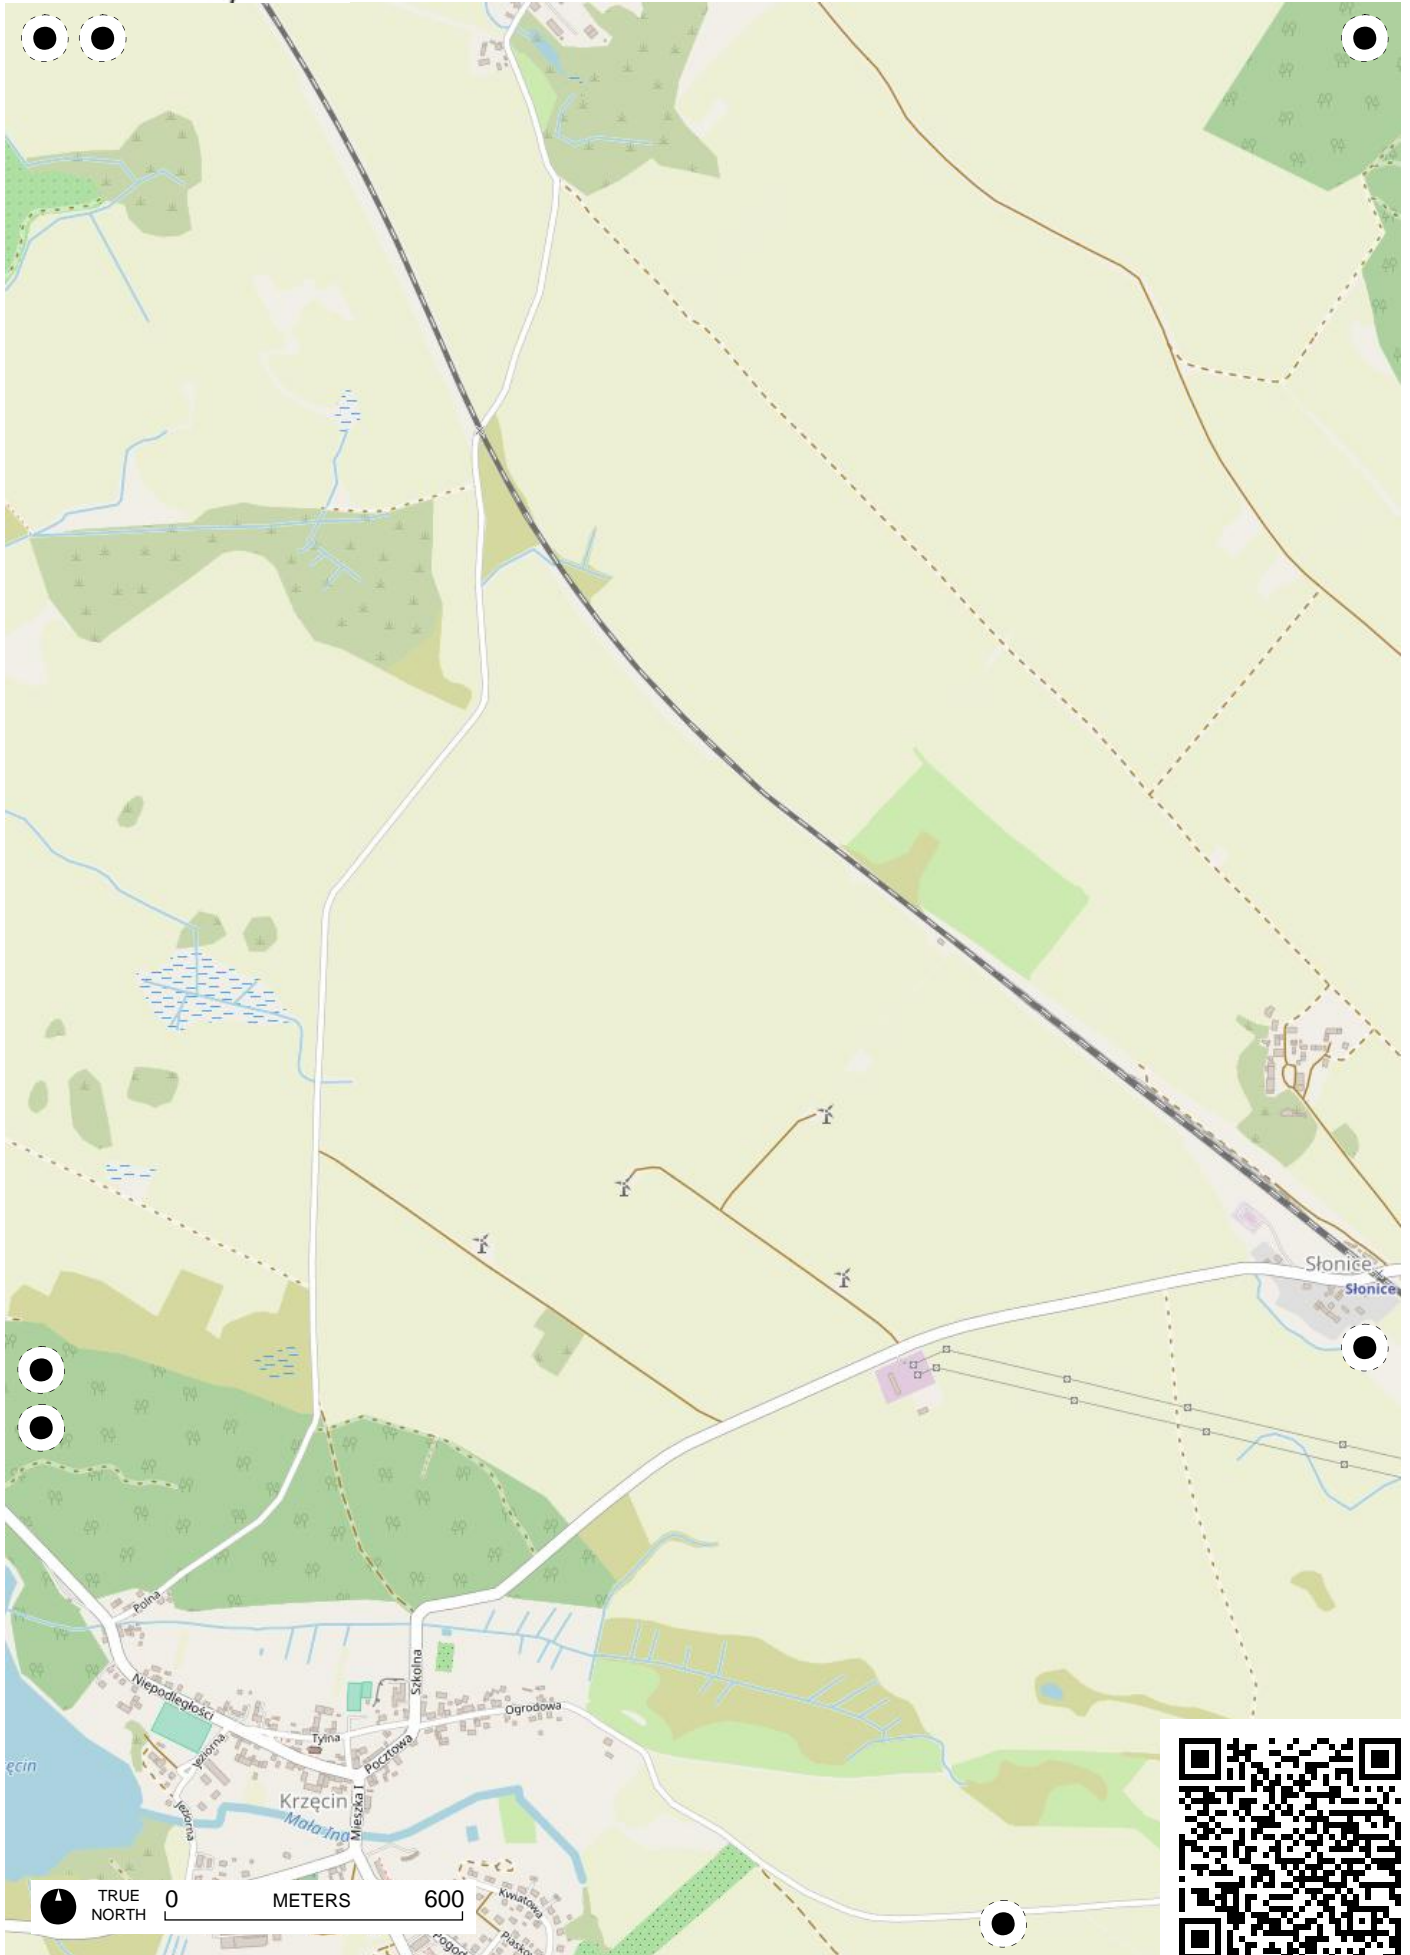 Słonice
Słonice
Polna
Niepodległości
Szkolna
Ogrodowa
Tylna
Pocztowa
Jeziorna
Jeziorna
Krzęcin
Mała Ina
Mieszka I
Kwiatowa
TRUE
NORTH
0 METERS 600